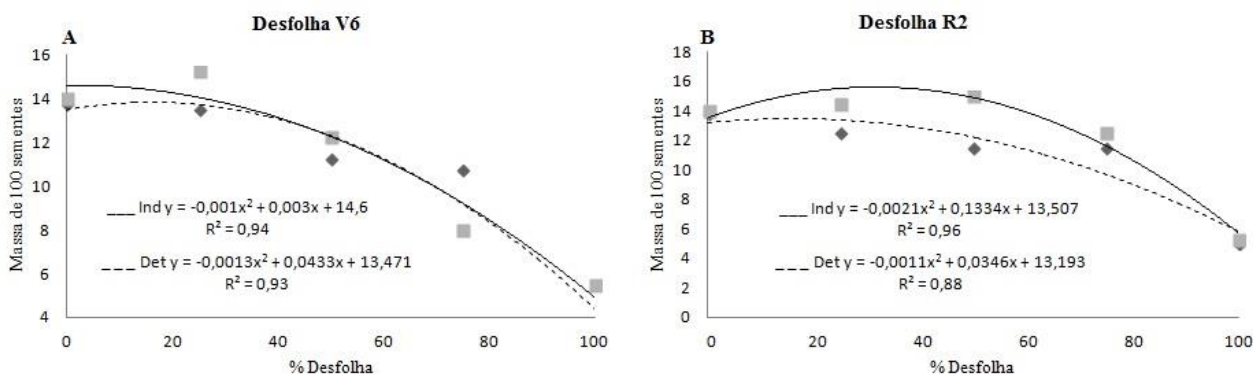 Desfolha V6
A
Massa de 100 sementes
16
14
12
10
8
6
4
Ind y = -0,001x² + 0,003x + 14,6
R² = 0,94
Det y = -0,0013x² + 0,0433x + 13,471
R² = 0,93
0 20 40 60 80 100
% Desfolha
Desfolha R2
B
Massa de 100 sementes
18
16
14
12
10
8
6
4
2
0
Ind y = -0,0021x² + 0,1334x + 13,507
R² = 0,96
Det y = -0,0011x² + 0,0346x + 13,193
R² = 0,88
0 20 40 60 80 100
% Desfolha